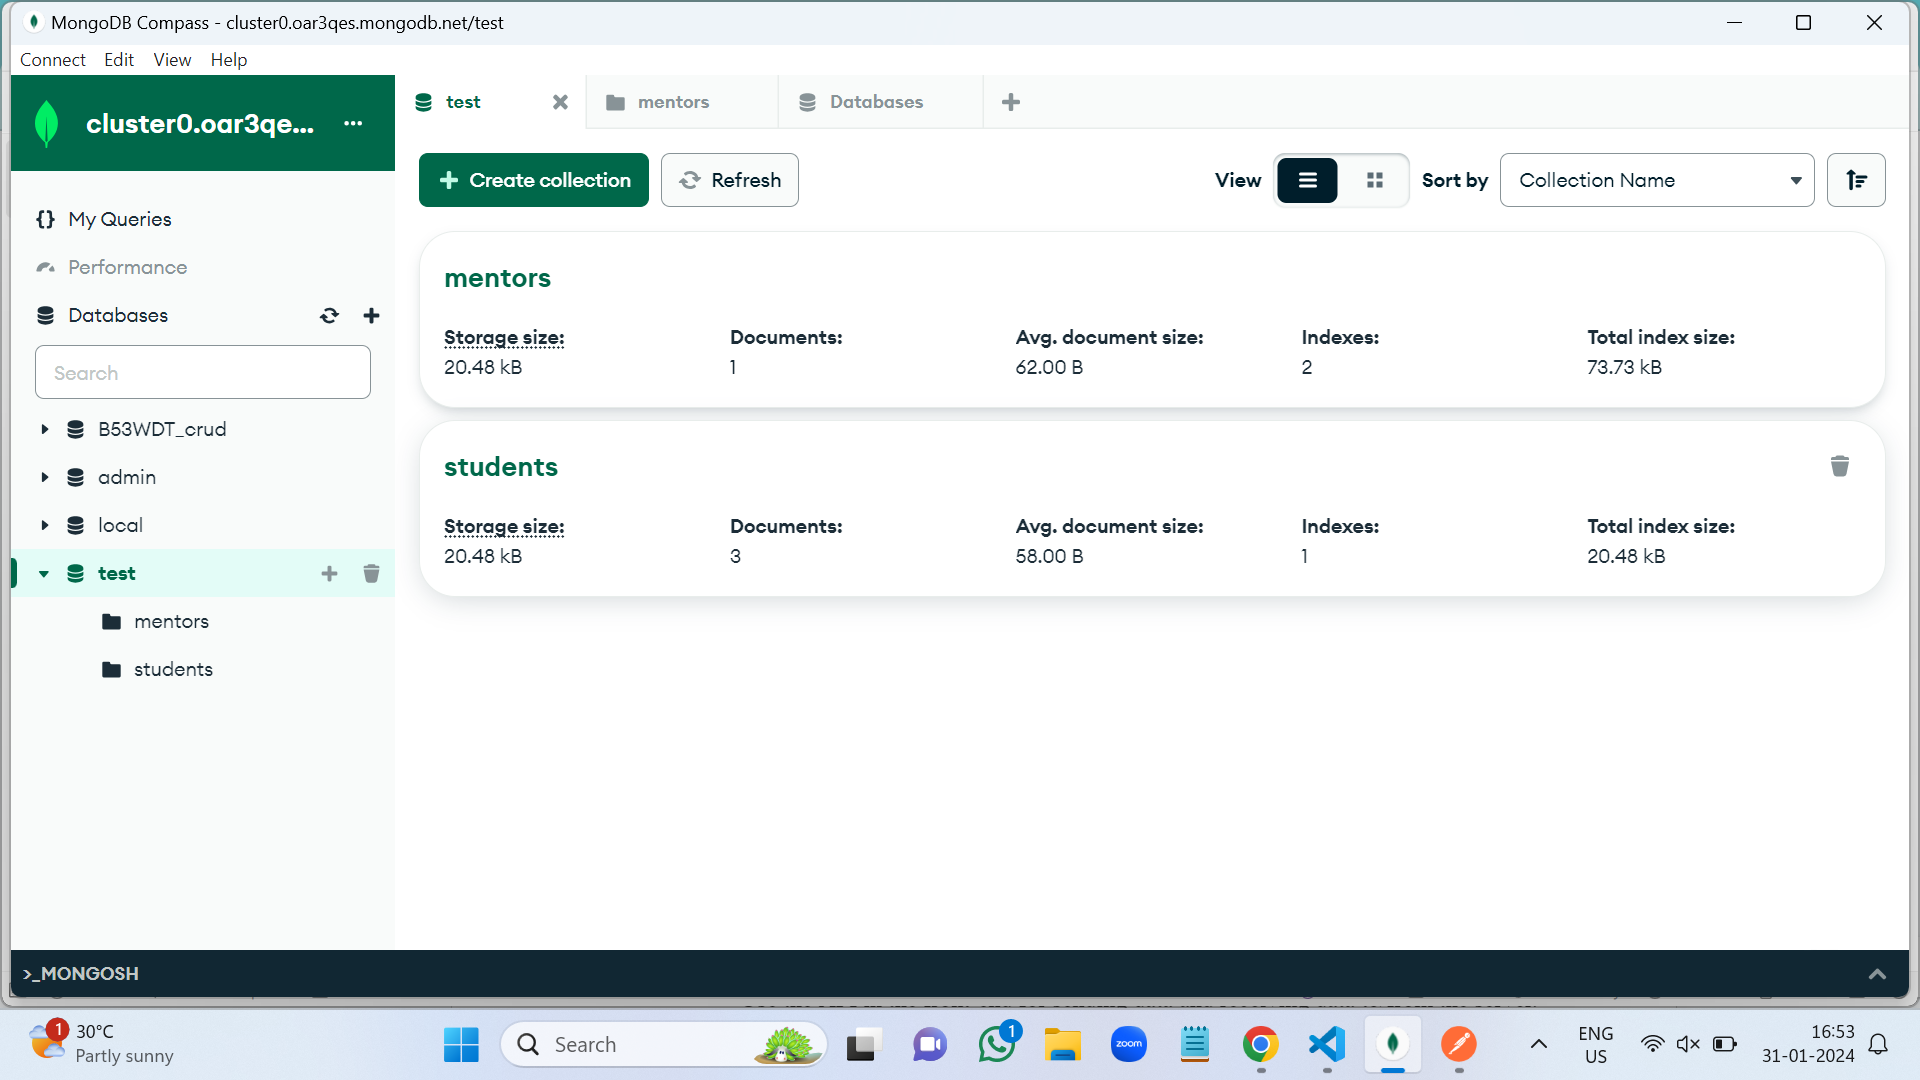 MongoDB Compass - cluster0.oar3qes.mongodb.net/test
Connect Edit View Help
cluster0.oar3qe... ...
test mentors Databases
Create collection Refresh View Sort by Collection Name
{} My Queries
Performance
Databases
Search
B53WDT_crud
admin
local
test
mentors
students
mentors
Storage size: Documents: Avg. document size: Indexes: Total index size:
20.48 kB 1 62.00 B 2 73.73 kB
students
Storage size: Documents: Avg. document size: Indexes: Total index size:
20.48 kB 3 58.00 B 1 20.48 kB
>_MONGOSH
1 30°C
Partly sunny
Search
1
zoom
ENG
US
16:53
31-01-2024